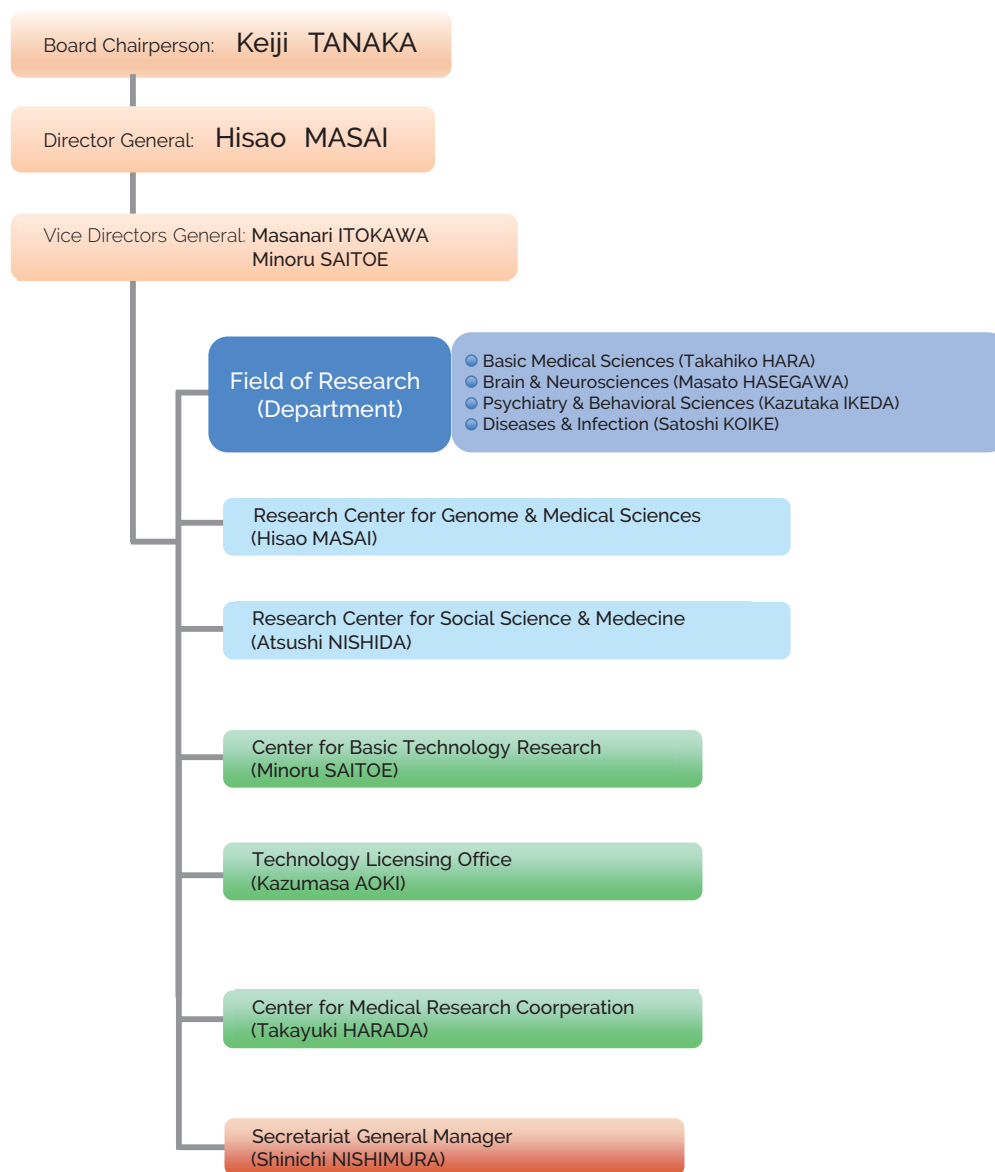 Board Chairperson: Keiji TANAKA
Director General: Hisao MASAI
Vice Directors General: Masanari ITOKAWA
Minoru SAITOE
Field of Research
(Department)
Basic Medical Sciences (Takahiko HARA)
Brain & Neurosciences (Masato HASEGAWA)
Psychiatry & Behavioral Sciences (Kazutaka IKEDA)
Diseases & Infection (Satoshi KOIKE)
Research Center for Genome & Medical Sciences
(Hisao MASAI)
Research Center for Social Science & Medecine
(Atsushi NISHIDA)
Center for Basic Technology Research
(Minoru SAITOE)
Technology Licensing Office
(Kazumasa AOKI)
Center for Medical Research Coorperation
(Takayuki HARADA)
Secretariat General Manager
(Shinichi NISHIMURA)